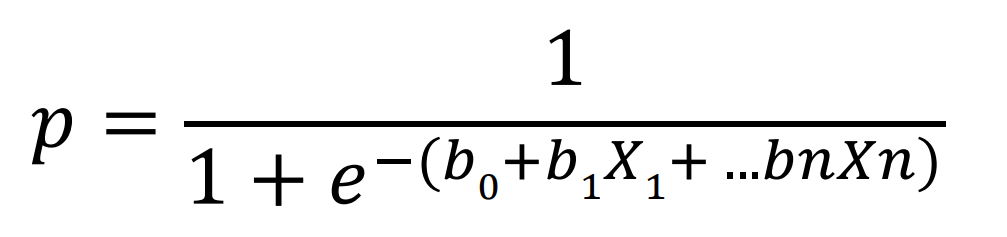 p = 1 / 1 + e^−(b₀+b₁X₁+ ...bnXn)